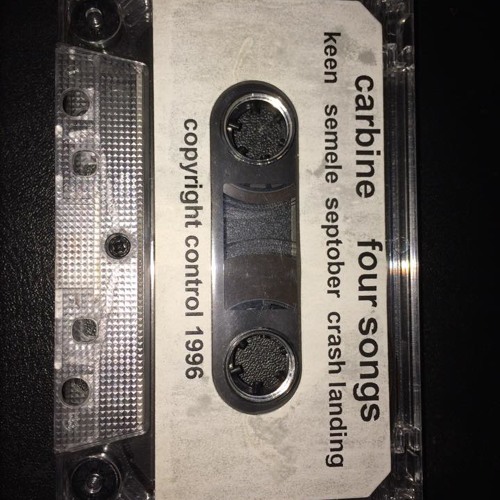 carbine four songs
keen semele septober crash landing
copyright control 1996